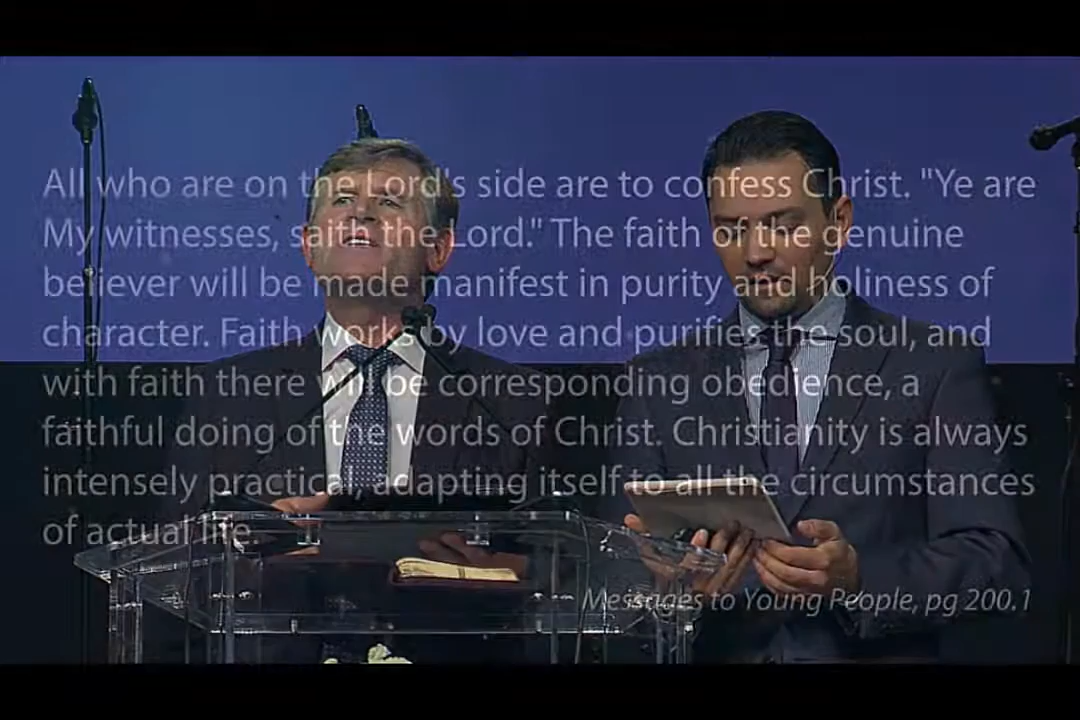 All who are on the Lord's side are to confess Christ. "Ye are
My witnesses, saith the Lord." The faith of the genuine
believer will be made manifest in purity and holiness of
character. Faith works by love and purifies the soul, and
with faith there will be corresponding obedience, a
faithful doing of the words of Christ. Christianity is always
intensely practical, adapting itself to all the circumstances
of actual life.
Messages to Young People, pg 200.1